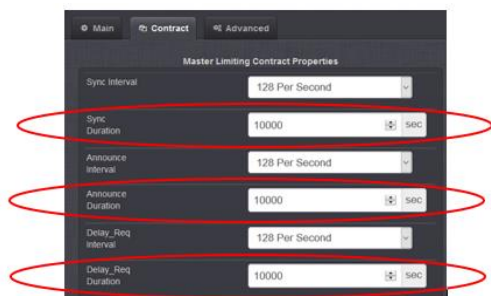 Main Contract Advanced
Master Limiting Contract Properties
Sync Interval 128 Per Second
Sync
Duration 10000 sec
Announce
Interval 128 Per Second
Announce
Duration 10000 sec
Delay_Req
Interval 128 Per Second
Delay_Req
Duration 10000 sec